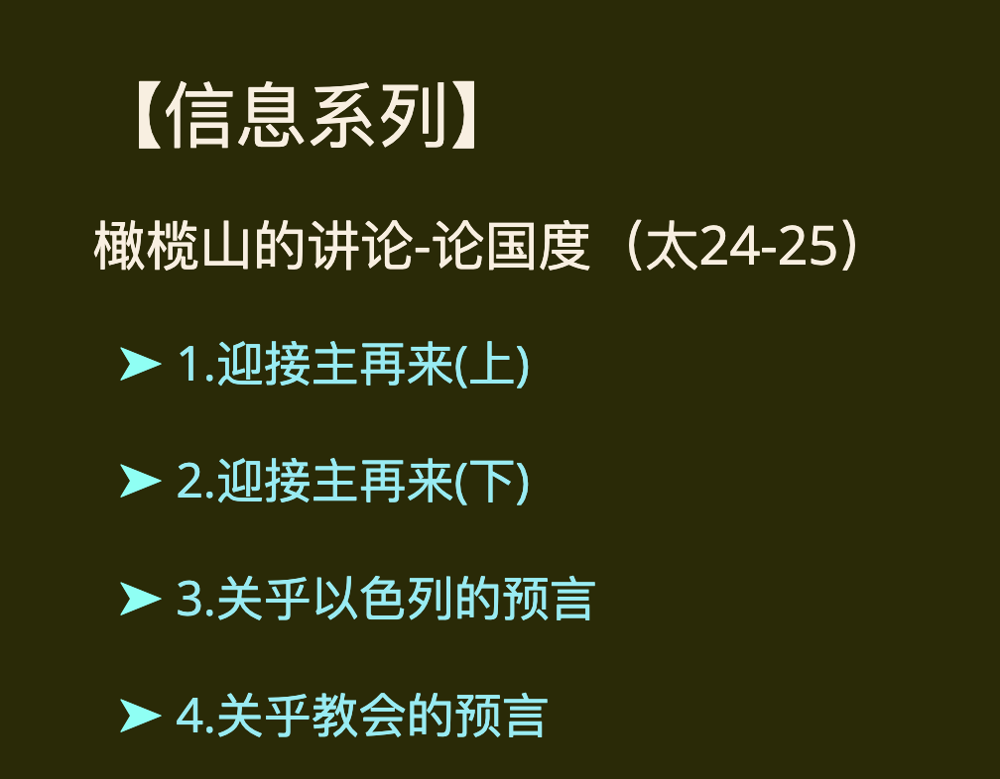 【信息系列】
橄榄山的讲论-论国度（太24-25）
➤ 1.迎接主再来(上)
➤ 2.迎接主再来(下)
➤ 3.关乎以色列的预言
➤ 4.关乎教会的预言